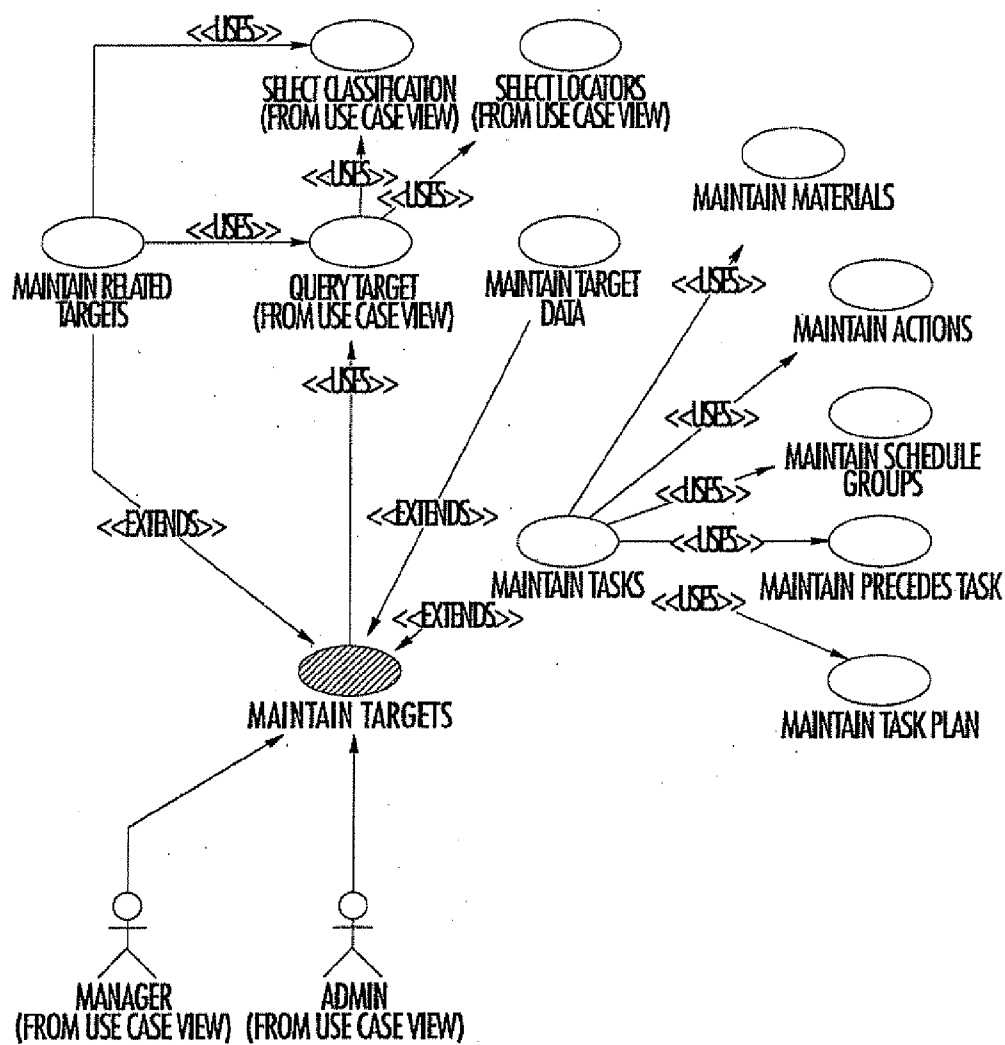 <<USES>>
SELECT CLASSIFICATION
(FROM USE CASE VIEW)
SELECT LOCATORS
(FROM USE CASE VIEW)
<<USES>>
<<USES>>
MAINTAIN MATERIALS
<<USES>>
MAINTAIN RELATED
TARGETS
QUERY TARGET
(FROM USE CASE VIEW)
MAINTAIN TARGET
DATA
<<USES>>
MAINTAIN ACTIONS
<<USES>>
<<USES>>
MAINTAIN SCHEDULE
GROUPS
<<USES>>
<<EXTENDS>>
<<EXTENDS>>
<<USES>>
MAINTAIN TASKS
MAINTAIN PRECEDES TASK
<<USES>>
<<EXTENDS>>
MAINTAIN TARGETS
MAINTAIN TASK PLAN
MANAGER
(FROM USE CASE VIEW)
ADMIN
(FROM USE CASE VIEW)